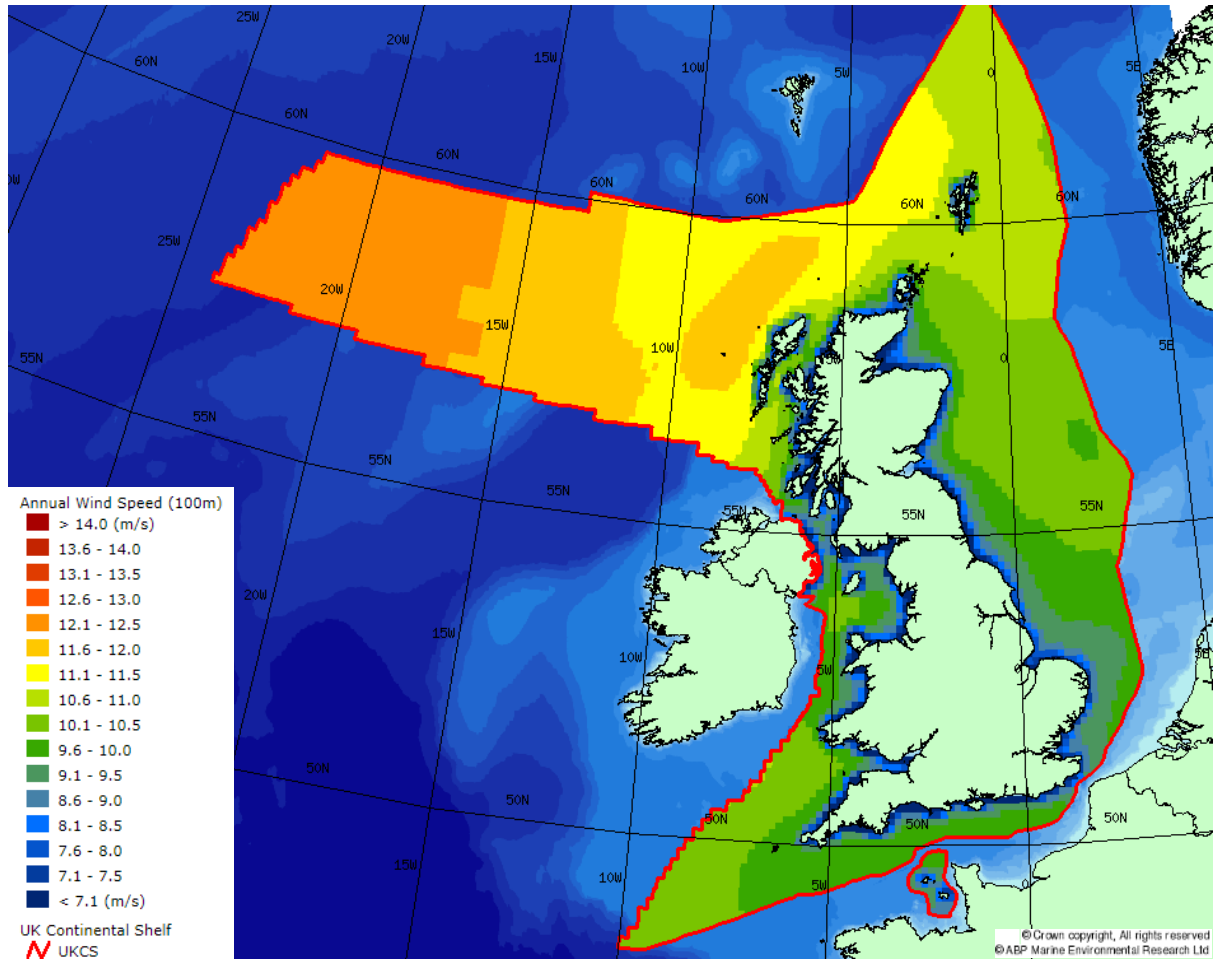 25W
20W
15W
10W
5W
0
5E
60N
60N
60N
60N
60N
60N
60N
W
25W
20W
15W
10W
5W
0
5E
55N
55N
55N
55N
55N
55N
55N
20W
15W
10W
5W
0
5E
50N
50N
50N
50N
50N
15W
10W
5W
0
Annual Wind Speed (100m)
> 14.0 (m/s)
13.6 - 14.0
13.1 - 13.5
12.6 - 13.0
12.1 - 12.5
11.6 - 12.0
11.1 - 11.5
10.6 - 11.0
10.1 - 10.5
9.6 - 10.0
9.1 - 9.5
8.6 - 9.0
8.1 - 8.5
7.6 - 8.0
7.1 - 7.5
< 7.1 (m/s)
UK Continental Shelf
UKCS
© Crown copyright, All rights reserved
© ABP Marine Environmental Research Ltd